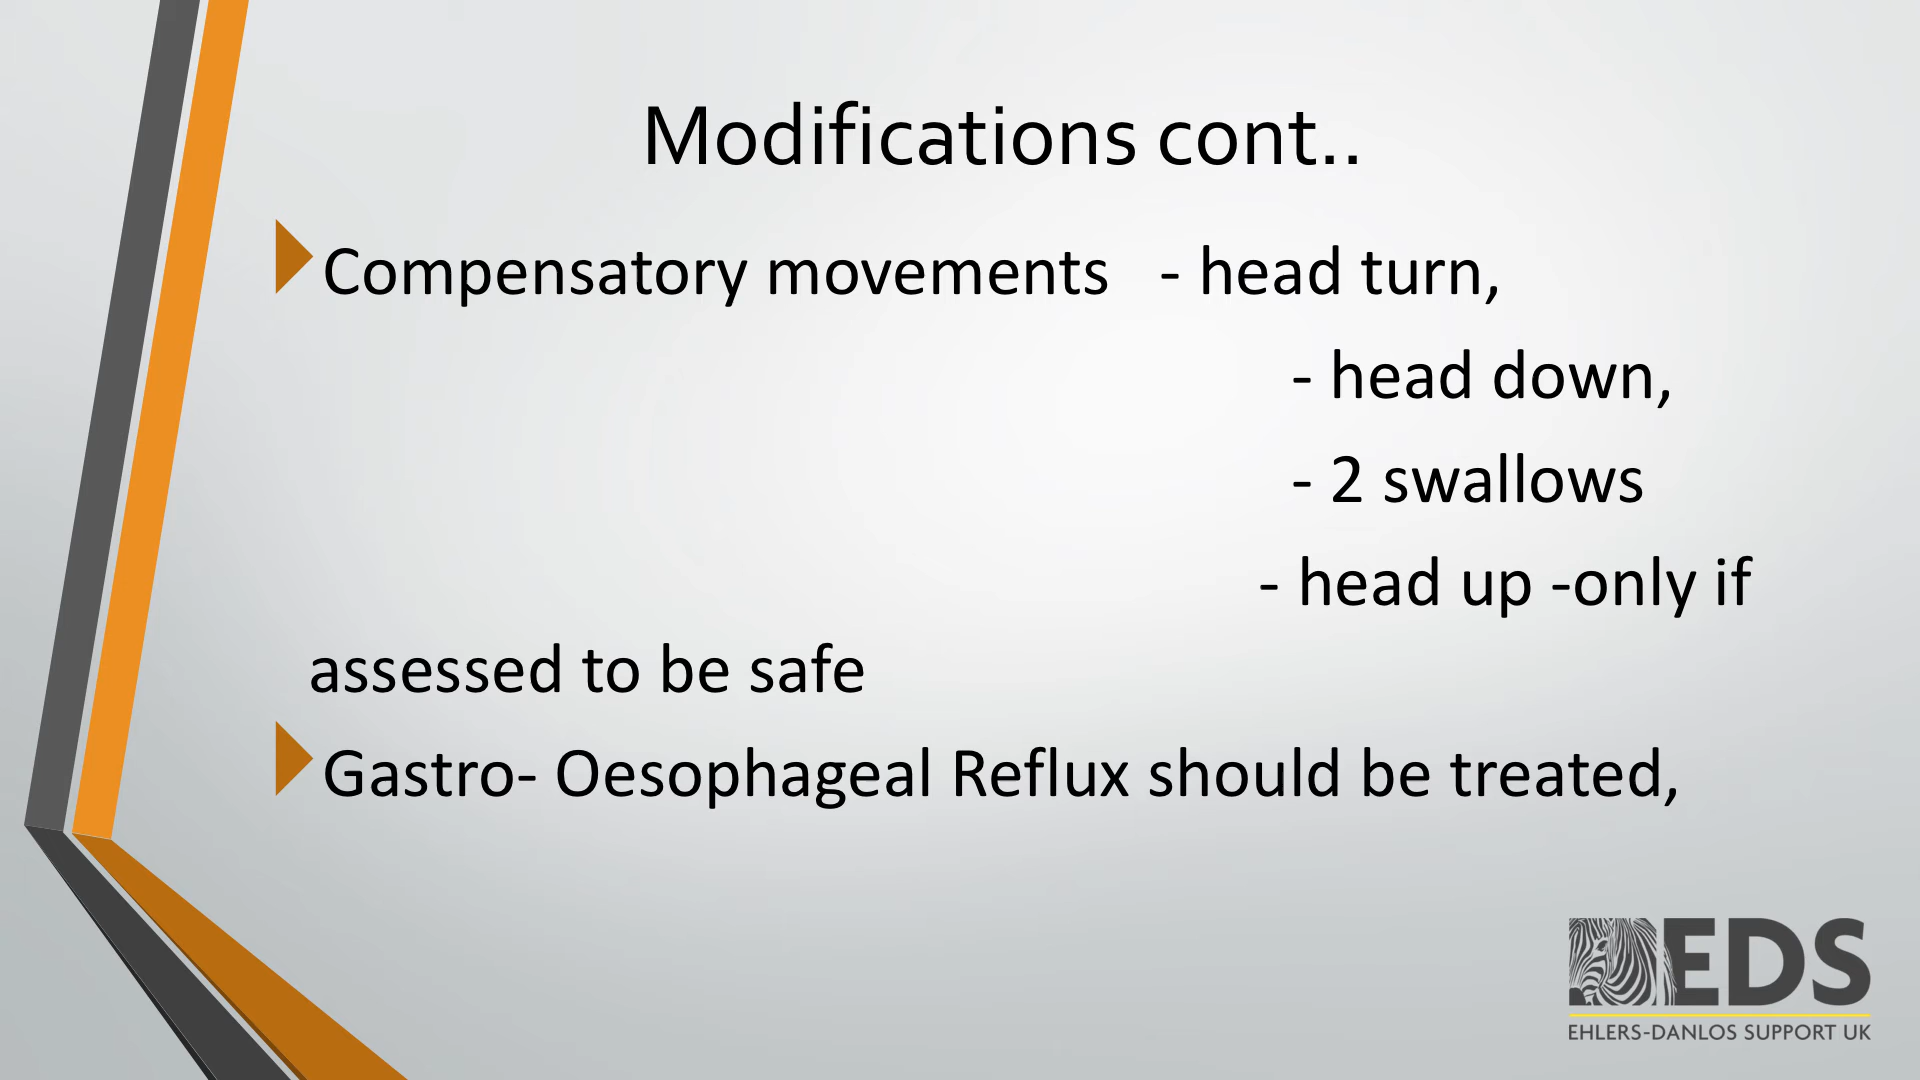 Modifications cont..
Compensatory movements - head turn,
- head down,
- 2 swallows
- head up -only if
assessed to be safe
Gastro- Oesophageal Reflux should be treated,
EDS
EHLERS-DANLOS SUPPORT UK